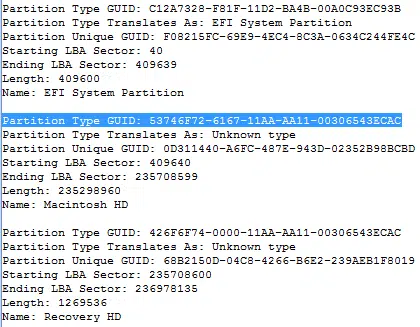 Partition Type GUID: C12A7328-F81F-11D2-BA4B-00A0C93EC93B
Partition Type Translates As: EFI System Partition
Partition Unique GUID: F08215FC-69E9-4EC4-8C3A-0634C244FE4C
Starting LBA Sector: 40
Ending LBA Sector: 409639
Length: 409600
Name: EFI System Partition
Partition Type GUID: 53746F72-6167-11AA-AA11-00306543ECAC
Partition Type Translates As: Unknown type
Partition Unique GUID: 0D311440-A6FC-487E-943D-02352B98BCBD
Starting LBA Sector: 409640
Ending LBA Sector: 235708599
Length: 235298960
Name: Macintosh HD
Partition Type GUID: 426F6F74-0000-11AA-AA11-00306543ECAC
Partition Type Translates As: Unknown type
Partition Unique GUID: 68B2150D-04C8-4266-B6E2-239AEB1F8019
Starting LBA Sector: 235708600
Ending LBA Sector: 236978135
Length: 1269536
Name: Recovery HD